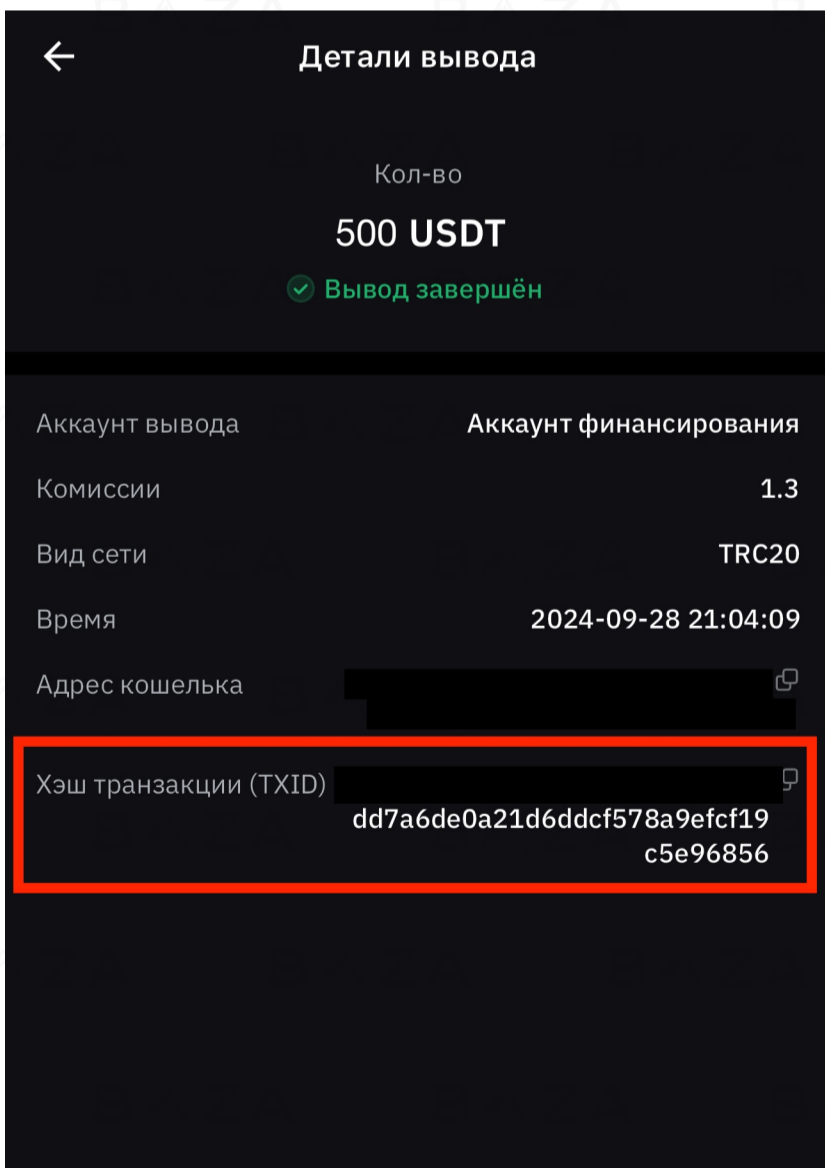 Детали вывода
Кол-во
500 USDT
Вывод завершён
Аккаунт вывода Аккаунт финансирования
Комиссии 1.3
Вид сети TRC20
Время 2024-09-28 21:04:09
Адрес кошелька
Хэш транзакции (TXID)
dd7a6de0a21d6ddcf578a9efcf19
c5e96856